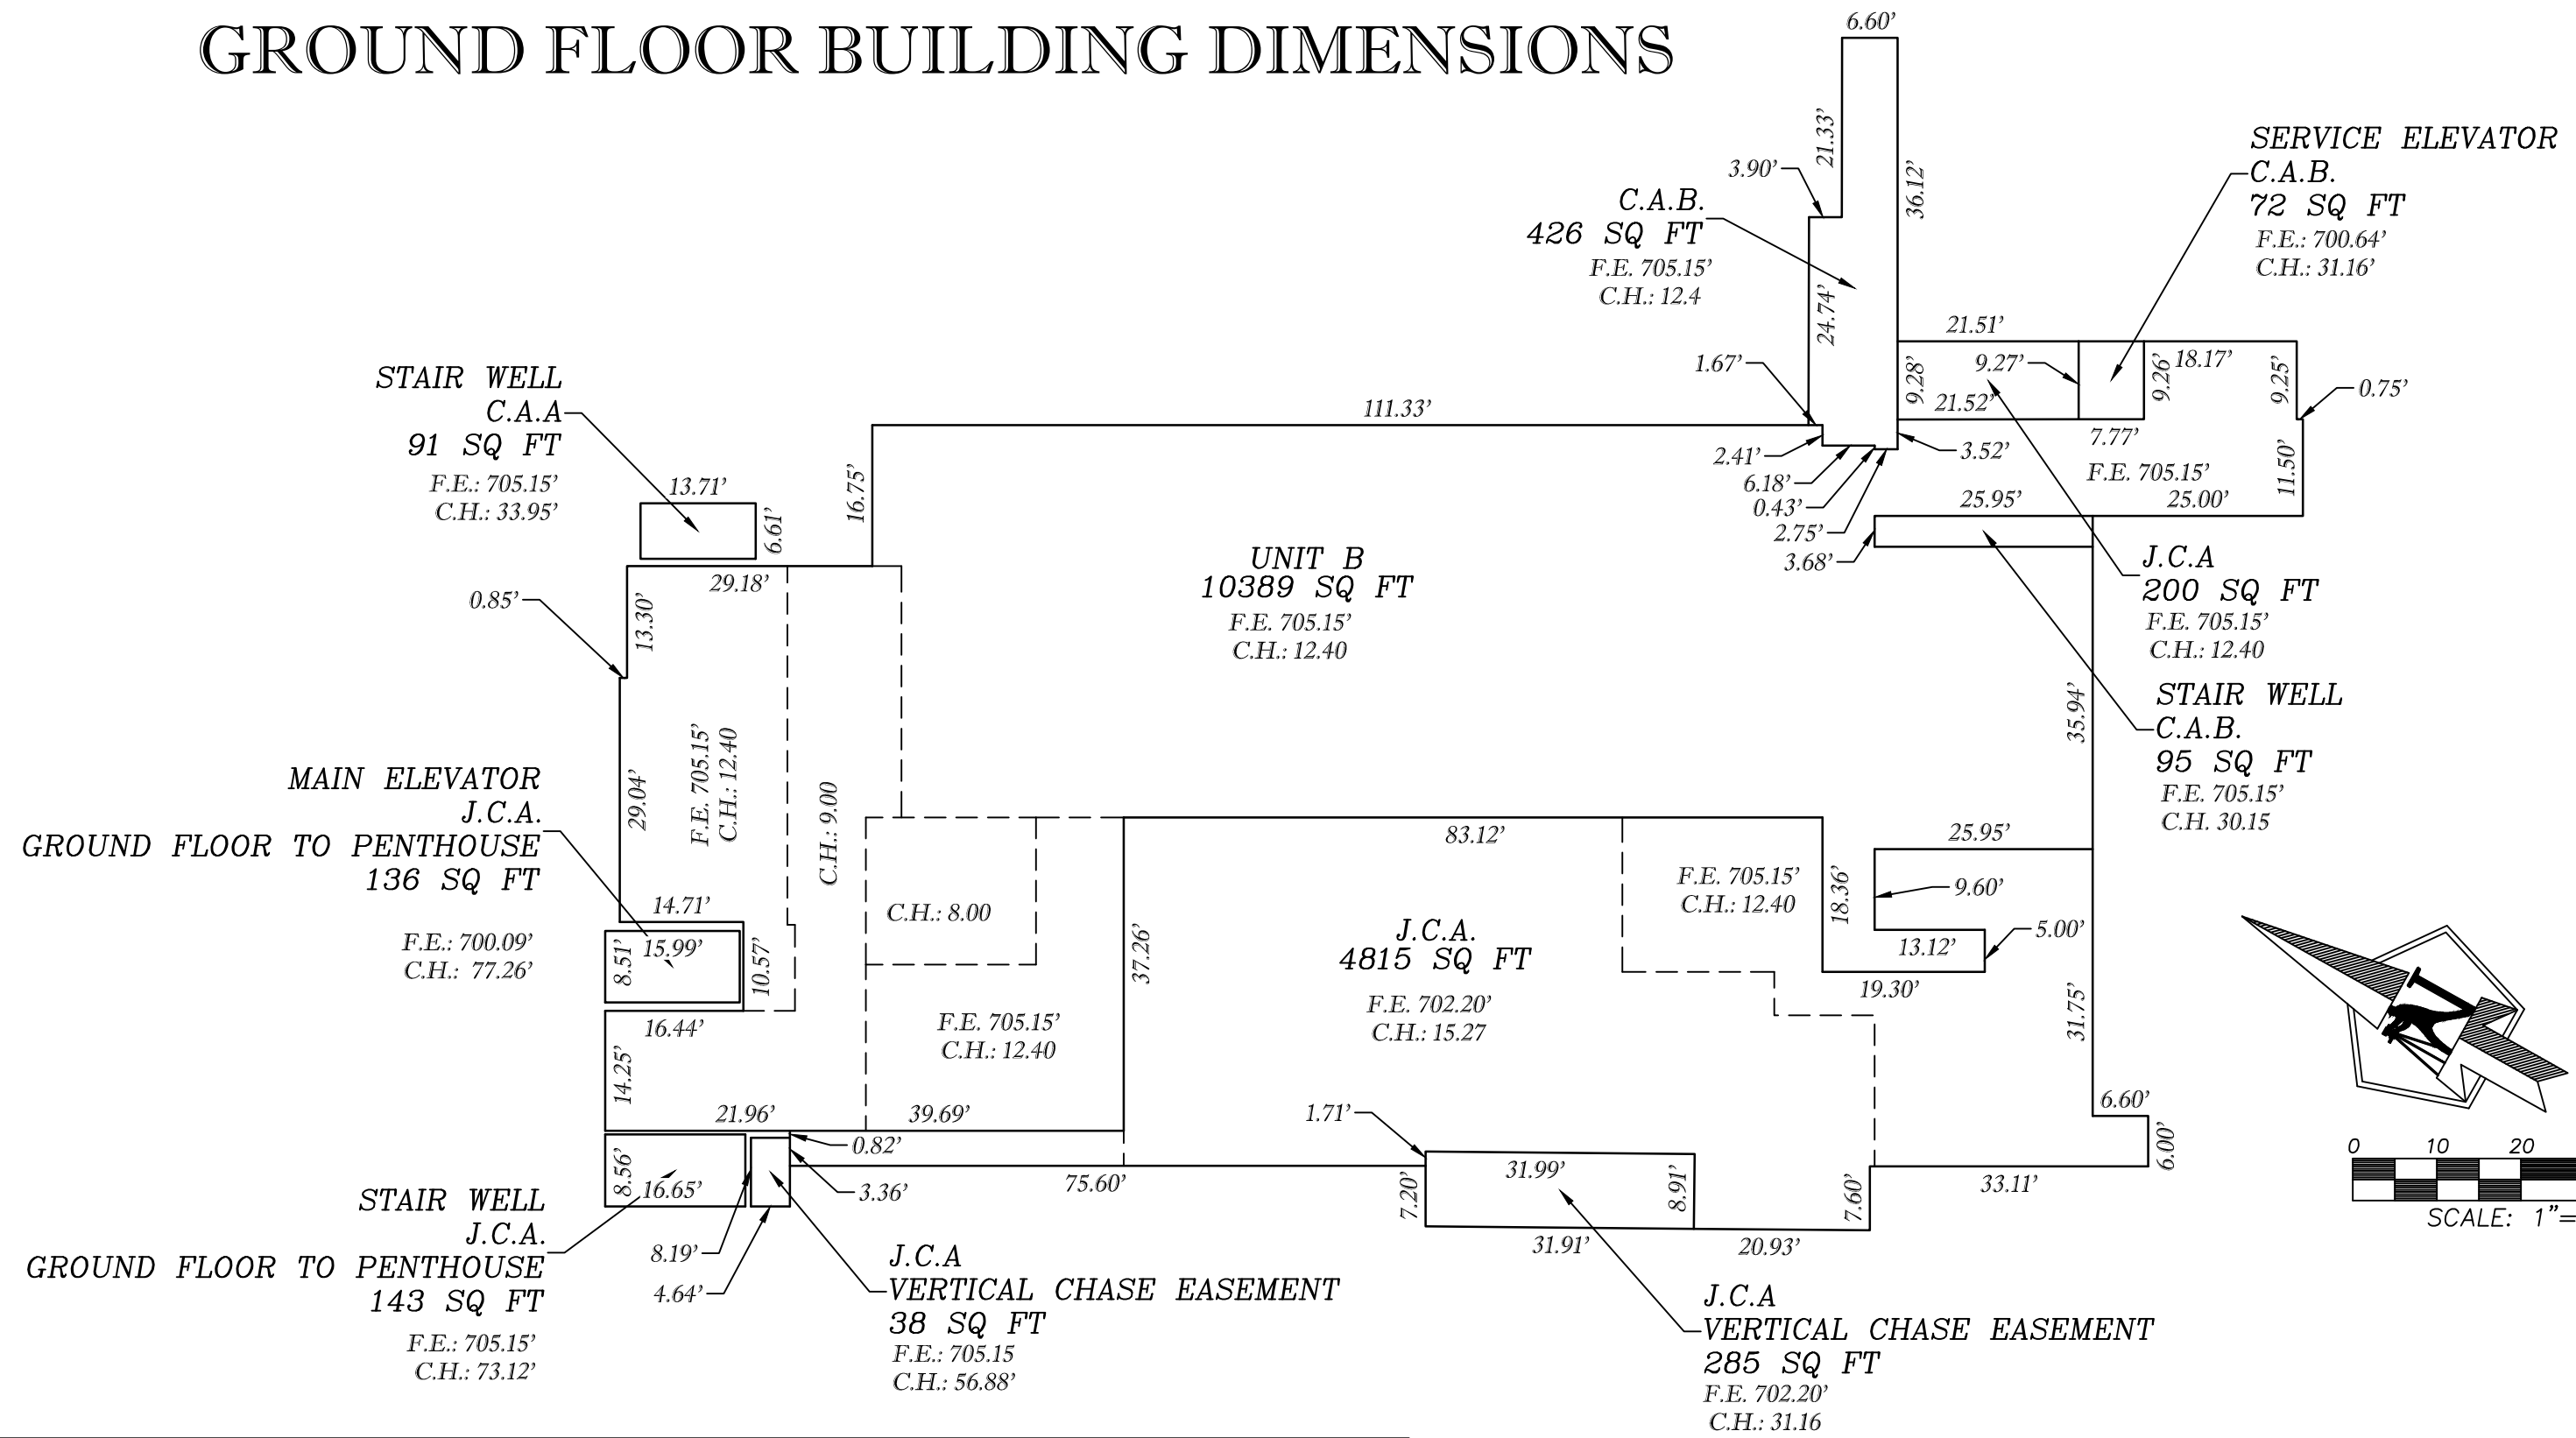 GROUND FLOOR BUILDING DIMENSIONS
6.60’
21.33’
3.90’
36.12’
C.A.B.
426 SQ FT
F.E. 705.15’
C.H.: 12.4
24.74’
SERVICE ELEVATOR
C.A.B.
72 SQ FT
F.E.: 700.64’
C.H.: 31.16’
21.51’
9.28’
9.27’
9.26’
18.17’
9.25’
0.75’
21.52’
7.77’
3.52’
F.E. 705.15’
11.50’
25.95’
25.00’
1.67’
111.33’
2.41’
6.18’
0.43’
2.75’
3.68’
STAIR WELL
C.A.A
91 SQ FT
F.E.: 705.15’
C.H.: 33.95’
13.71’
6.61’
16.75’
29.18’
0.85’
13.30’
UNIT B
10389 SQ FT
F.E. 705.15’
C.H.: 12.40
J.C.A
200 SQ FT
F.E. 705.15’
C.H.: 12.40
STAIR WELL
C.A.B.
95 SQ FT
F.E. 705.15’
C.H. 30.15
35.94’
29.04’
F.E. 705.15’
C.H.: 12.40
C.H.: 9.00
MAIN ELEVATOR
J.C.A.
GROUND FLOOR TO PENTHOUSE
136 SQ FT
F.E.: 700.09’
C.H.: 77.26’
14.71’
8.51’
15.99’
10.57’
16.44’
14.25’
C.H.: 8.00
F.E. 705.15’
C.H.: 12.40
37.26’
83.12’
J.C.A.
4815 SQ FT
F.E. 702.20’
C.H.: 15.27
F.E. 705.15’
C.H.: 12.40
18.36’
25.95’
9.60’
13.12’
5.00’
19.30’
31.75’
6.60’
6.00’
21.96’
39.69’
0.82’
3.36’
75.60’
1.71’
7.20’
31.99’
8.91’
7.60’
33.11’
31.91’
20.93’
8.56’
16.65’
8.19’
4.64’
STAIR WELL
J.C.A.
GROUND FLOOR TO PENTHOUSE
143 SQ FT
F.E.: 705.15’
C.H.: 73.12’
J.C.A
VERTICAL CHASE EASEMENT
38 SQ FT
F.E.: 705.15
C.H.: 56.88’
J.C.A
VERTICAL CHASE EASEMENT
285 SQ FT
F.E. 702.20’
C.H.: 31.16
0 10 20
SCALE: 1"=